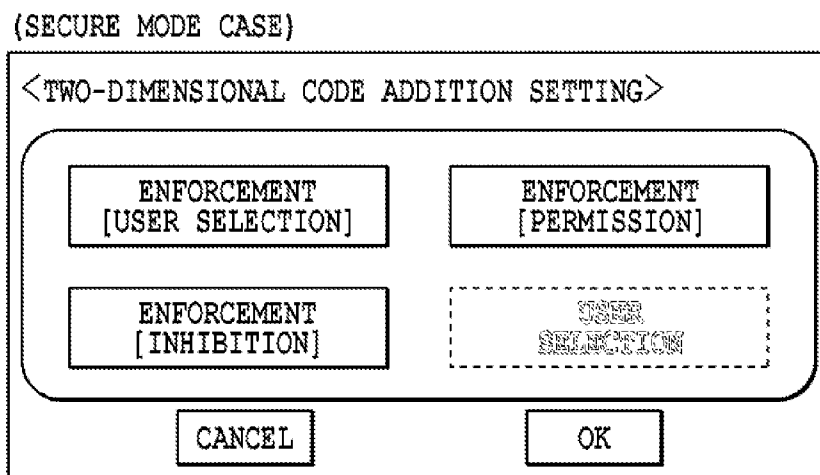 (SECURE MODE CASE)
<TWO-DIMENSIONAL CODE ADDITION SETTING>
ENFORCEMENT
[USER SELECTION]
ENFORCEMENT
[PERMISSION]
ENFORCEMENT
[INHIBITION]
USER
SELECTION
CANCEL
OK